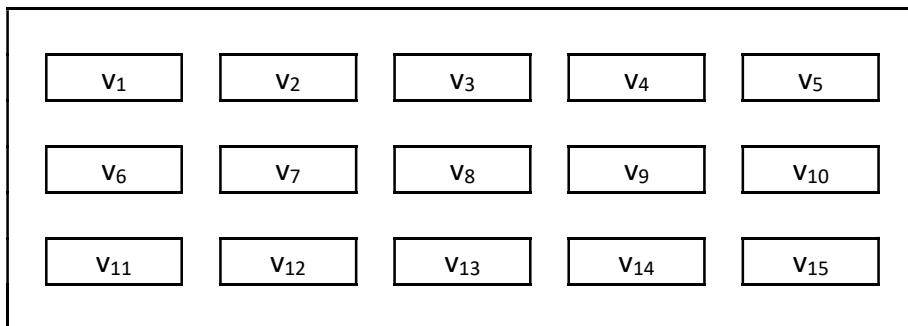 v₁ v₂ v₃ v₄ v₅
v₆ v₇ v₈ v₉ v₁₀
v₁₁ v₁₂ v₁₃ v₁₄ v₁₅